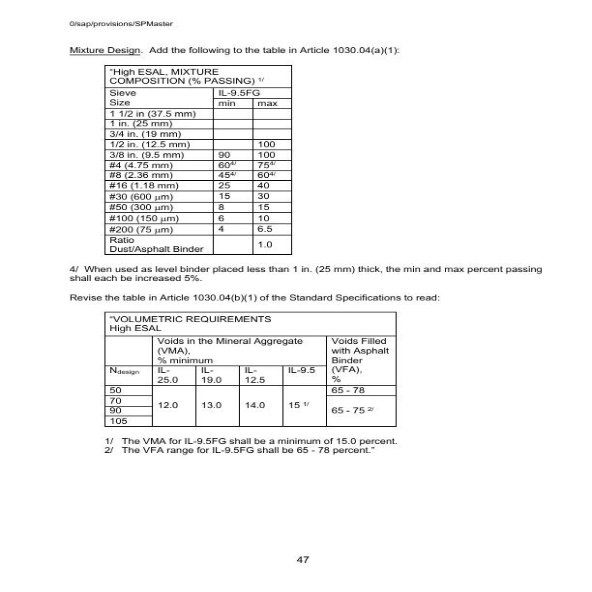 0/sap/provisions/SPMaster
Mixture Design. Add the following to the table in Article 1030.04(a)(1):
"High ESAL, MIXTURE
COMPOSITION (% PASSING) 1/
Sieve
Size
IL-9.5FG
min max
1 1/2 in (37.5 mm)
1 in. (25 mm)
3/4 in. (19 mm)
1/2 in. (12.5 mm) 100
3/8 in. (9.5 mm) 90 100
#4 (4.75 mm) 60 4/ 75 4/
#8 (2.36 mm) 45 4/ 60 4/
#16 (1.18 mm) 25 40
#30 (600 µm) 15 30
#50 (300 µm) 8 15
#100 (150 µm) 6 10
#200 (75 µm) 4 6.5
Ratio
Dust/Asphalt Binder 1.0
4/ When used as level binder placed less than 1 in. (25 mm) thick, the min and max percent passing
shall each be increased 5%.
Revise the table in Article 1030.04(b)(1) of the Standard Specifications to read:
"VOLUMETRIC REQUIREMENTS
High ESAL
Voids in the Mineral Aggregate
(VMA),
% minimum
Voids Filled
with Asphalt
Binder
(VFA),
%
Ndesign IL-25.0 IL-19.0 IL-12.5 IL-9.5
50 65 - 78
70
90
105
12.0 13.0 14.0 15 1/ 65 - 75 2/
1/ The VMA for IL-9.5FG shall be a minimum of 15.0 percent.
2/ The VFA range for IL-9.5FG shall be 65 - 78 percent."
47